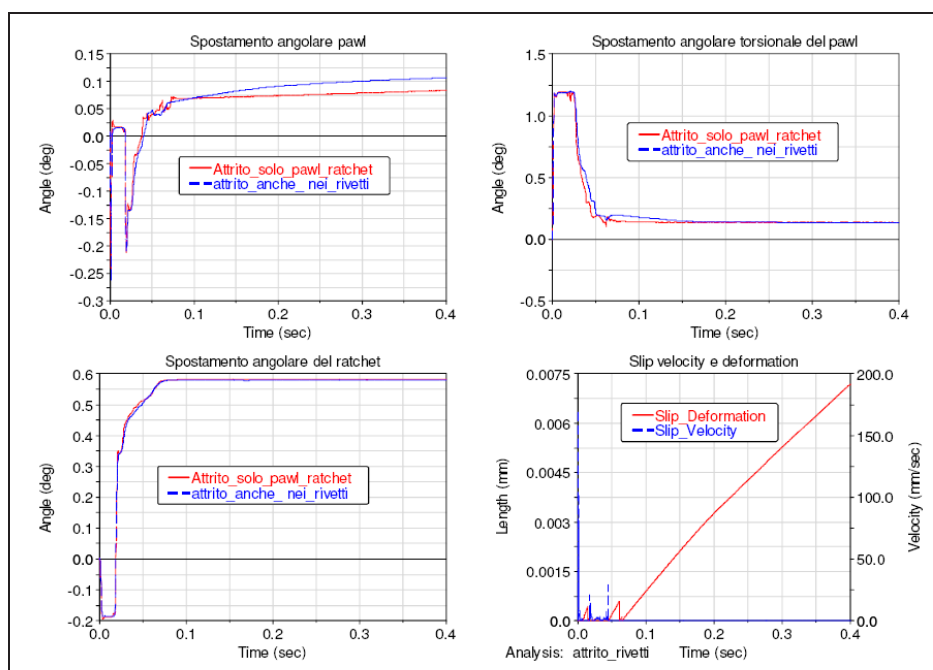 Spostamento angolare pawl
0.15
0.1
0.05
0.0
-0.05
-0.1
-0.15
-0.2
-0.25
-0.3
Angle (deg)
Attrito_solo_pawl_ratchet
attrito_anche_ nei_rivetti
0.0 0.1 0.2 0.3 0.4
Time (sec)
Spostamento angolare torsionale del pawl
1.5
1.0
0.5
0.0
-0.5
Angle (deg)
Attrito_solo_pawl_ratchet
attrito_anche_ nei_rivetti
0.0 0.1 0.2 0.3 0.4
Time (sec)
Spostamento angolare del ratchet
0.6
0.5
0.4
0.3
0.2
0.1
0.0
-0.1
-0.2
Angle (deg)
Attrito_solo_pawl_ratchet
attrito_anche_ nei_rivetti
0.0 0.1 0.2 0.3 0.4
Time (sec)
Slip velocity e deformation
0.0075
0.006
0.0045
0.003
0.0015
0.0
Length (mm)
Slip_Deformation
Slip_Velocity
200.0
150.0
100.0
50.0
0.0
Velocity (mm/sec)
0.0 0.1 0.2 0.3 0.4
Analysis: attrito_rivetti Time (sec)